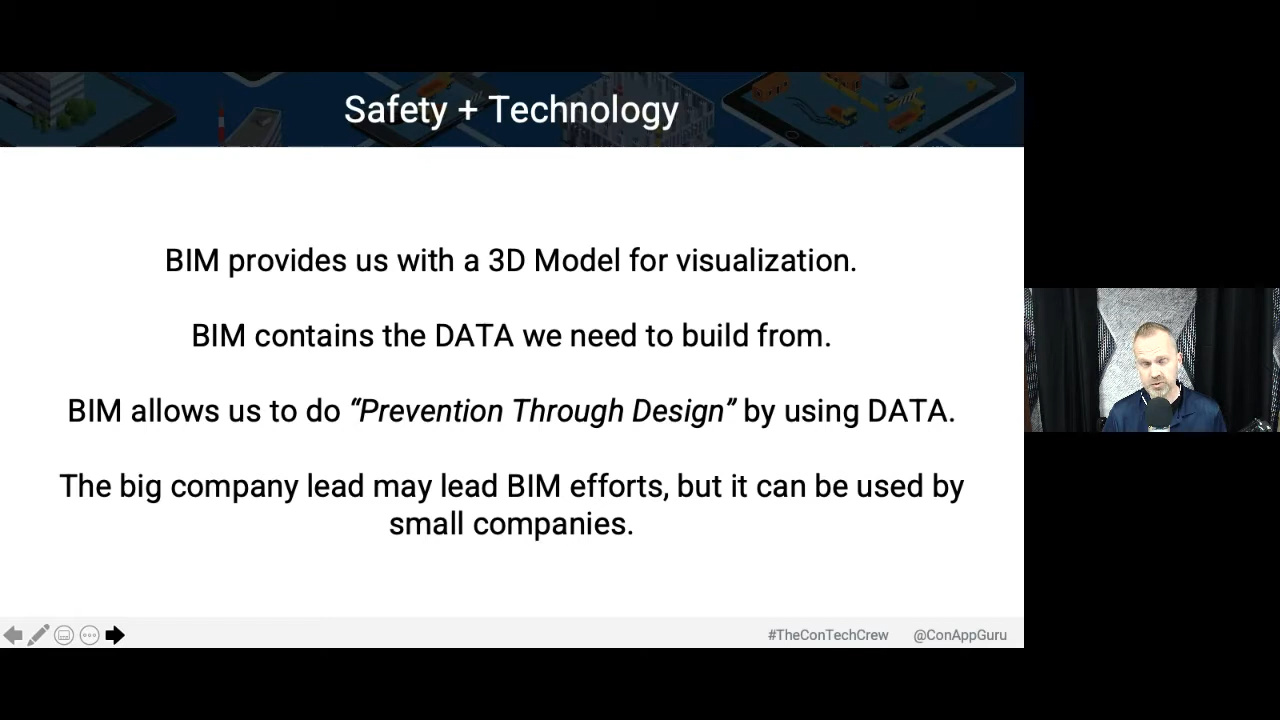 Safety + Technology
BIM provides us with a 3D Model for visualization.
BIM contains the DATA we need to build from.
BIM allows us to do “Prevention Through Design” by using DATA.
The big company lead may lead BIM efforts, but it can be used by
small companies.
#TheConTechCrew @ConAppGuru